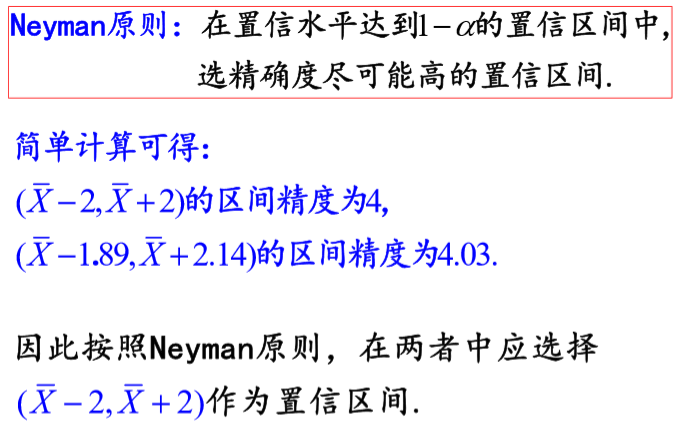 Neyman原则：在置信水平达到1−α的置信区间中，
选精确度尽可能高的置信区间.
简单计算可得：
(X̄−2, X̄+2)的区间精度为4,
(X̄−1.89, X̄+2.14)的区间精度为4.03.
因此按照Neyman原则，在两者中应选择
(X̄−2, X̄+2)作为置信区间.